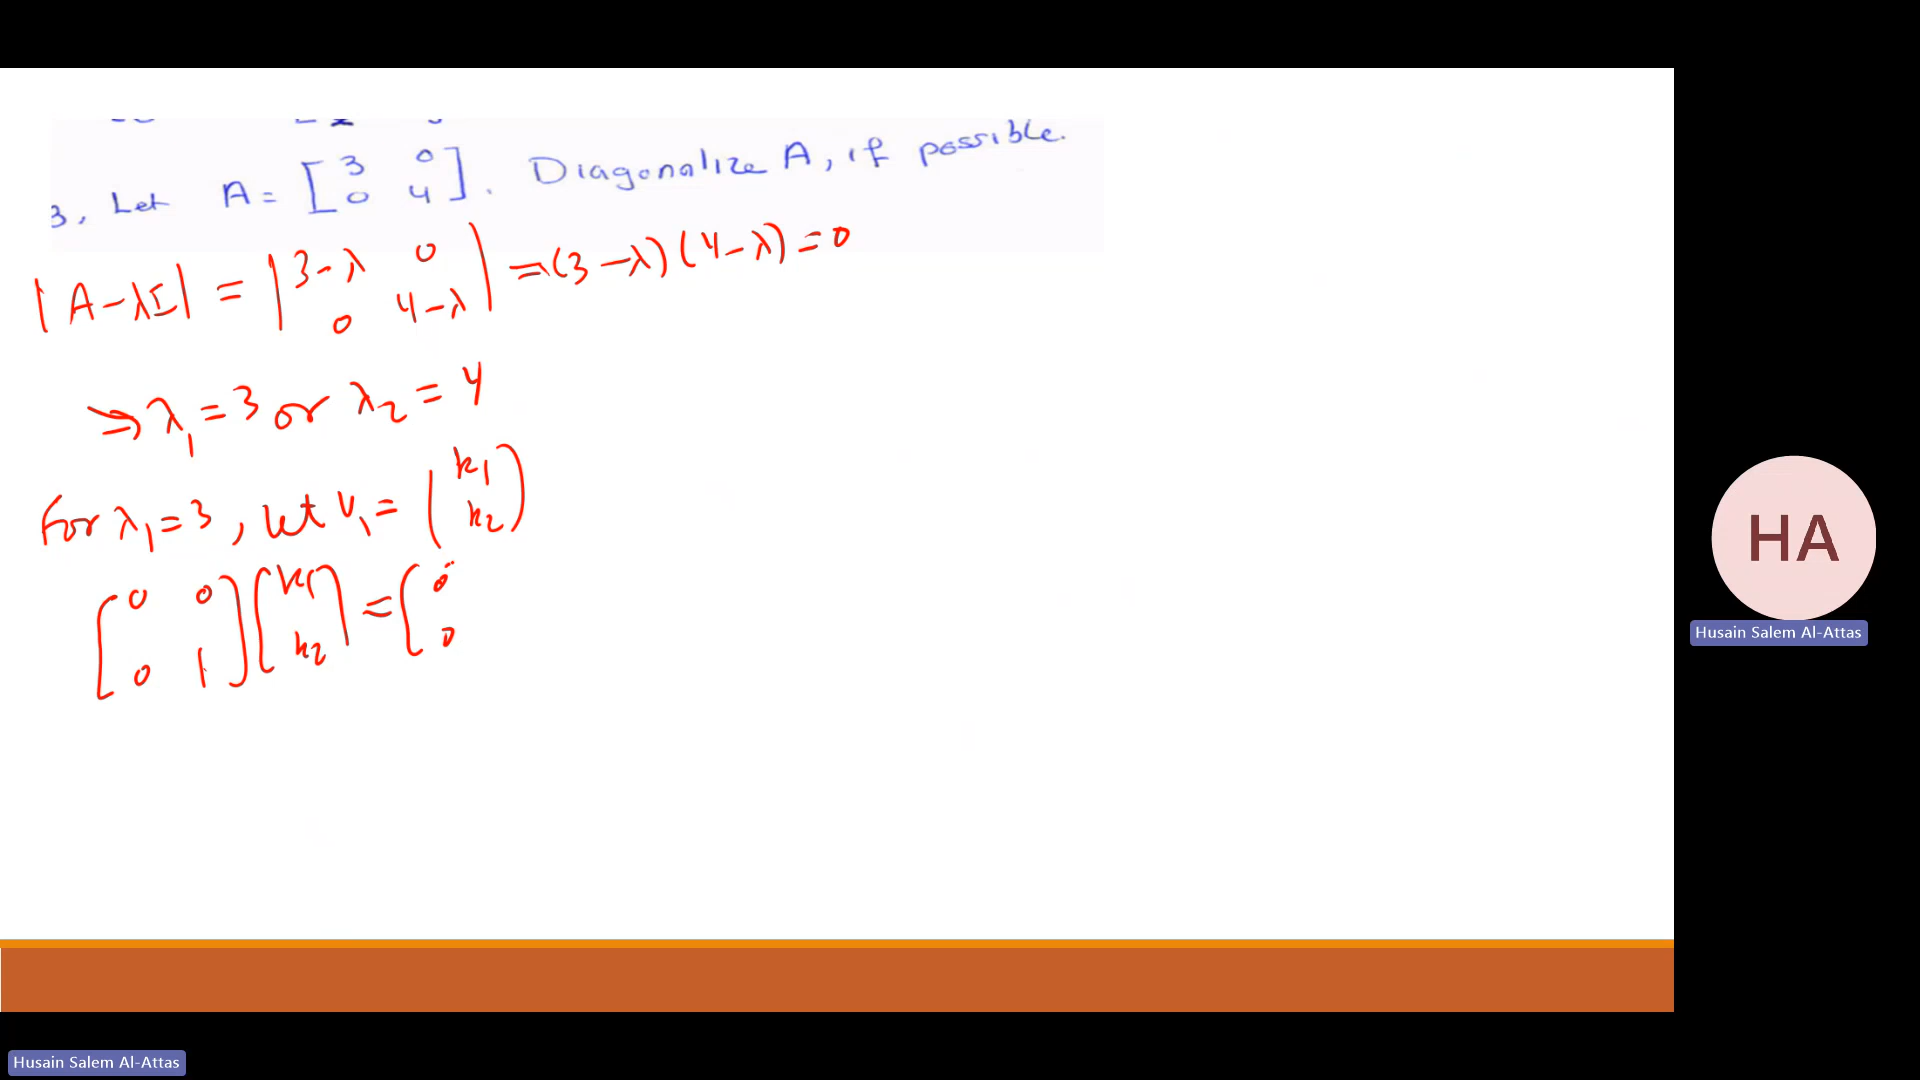 3, Let A = [ 3 0 ; 0 4 ]. Diagonalize A, if possible.
|A-λI| = | 3-λ 0 ; 0 4-λ | = (3-λ)(4-λ) = 0
⇒ λ₁ = 3 or λ₂ = 4
For λ₁ = 3, let v₁ = ( k₁ ; k₂ )
[ 0 0 ; 0 1 ] [ k₁ ; k₂ ] = [ 0 ; 0
HA
Husain Salem Al-Attas
Husain Salem Al-Attas